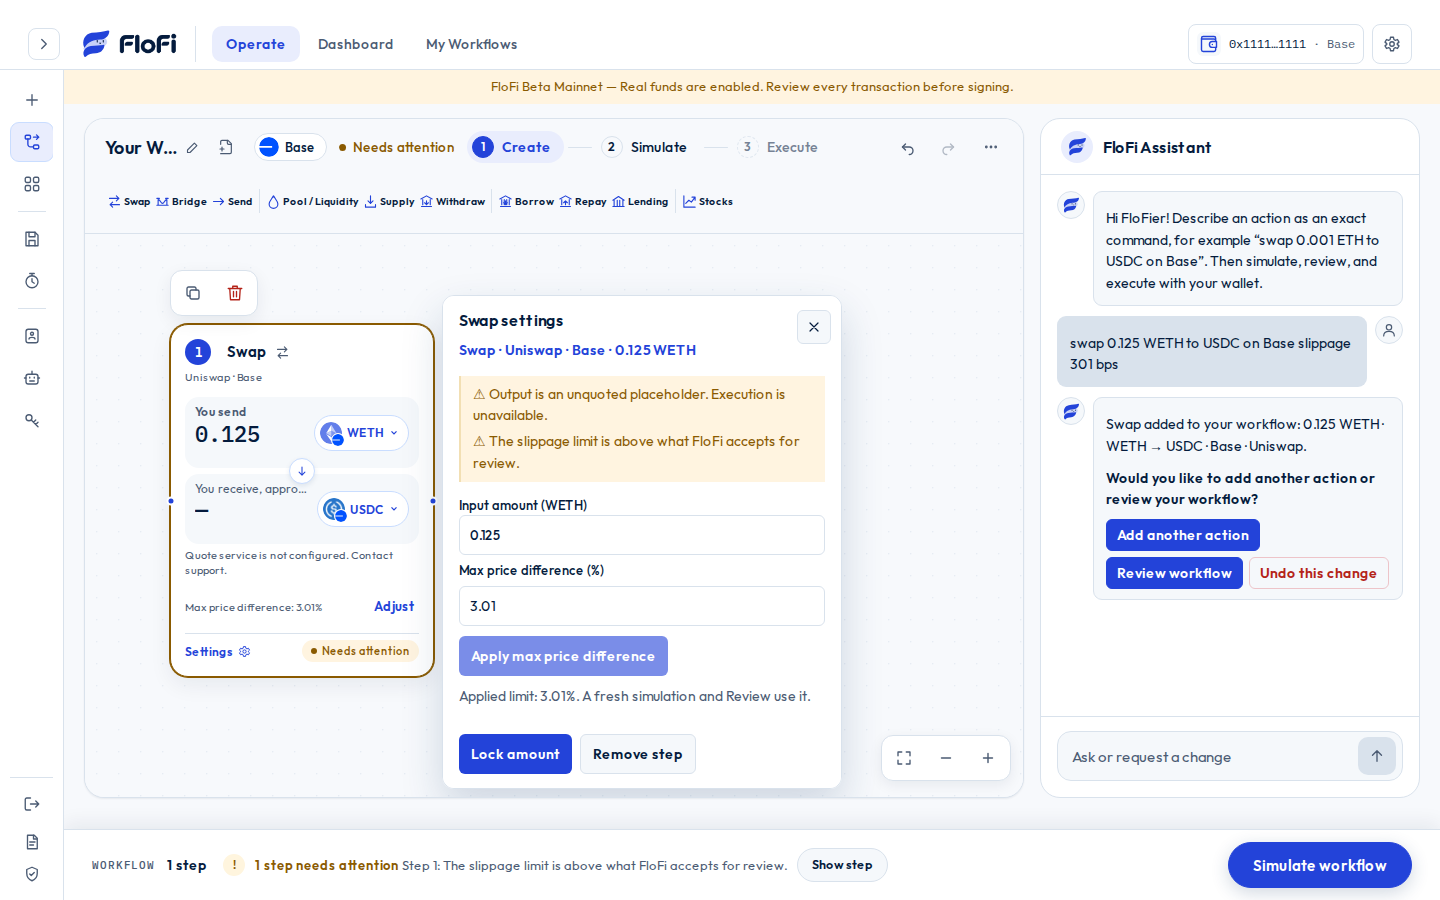 FloFi
Operate
Dashboard
My Workflows
0x1111…1111 · Base
FloFi Beta Mainnet — Real funds are enabled. Review every transaction before signing.
Your W…
Base
Needs attention
1 Create
2 Simulate
3 Execute
Swap
Bridge
Send
Pool / Liquidity
Supply
Withdraw
Borrow
Repay
Lending
Stocks
1 Swap
Uniswap · Base
You send
0.125
WETH
You receive, appro…
—
USDC
Quote service is not configured. Contact
support.
Max price difference: 3.01%
Adjust
Settings
Needs attention
Swap settings
Swap · Uniswap · Base · 0.125 WETH
⚠ Output is an unquoted placeholder. Execution is
unavailable.
⚠ The slippage limit is above what FloFi accepts for
review.
Input amount (WETH)
0.125
Max price difference (%)
3.01
Apply max price difference
Applied limit: 3.01%. A fresh simulation and Review use it.
Lock amount
Remove step
FloFi Assistant
Hi FloFier! Describe an action as an exact
command, for example “swap 0.001 ETH to
USDC on Base”. Then simulate, review, and
execute with your wallet.
swap 0.125 WETH to USDC on Base slippage
301 bps
Swap added to your workflow: 0.125 WETH ·
WETH → USDC · Base · Uniswap.
Would you like to add another action or
review your workflow?
Add another action
Review workflow
Undo this change
Ask or request a change
WORKFLOW
1 step
! 1 step needs attention Step 1: The slippage limit is above what FloFi accepts for review.
Show step
Simulate workflow